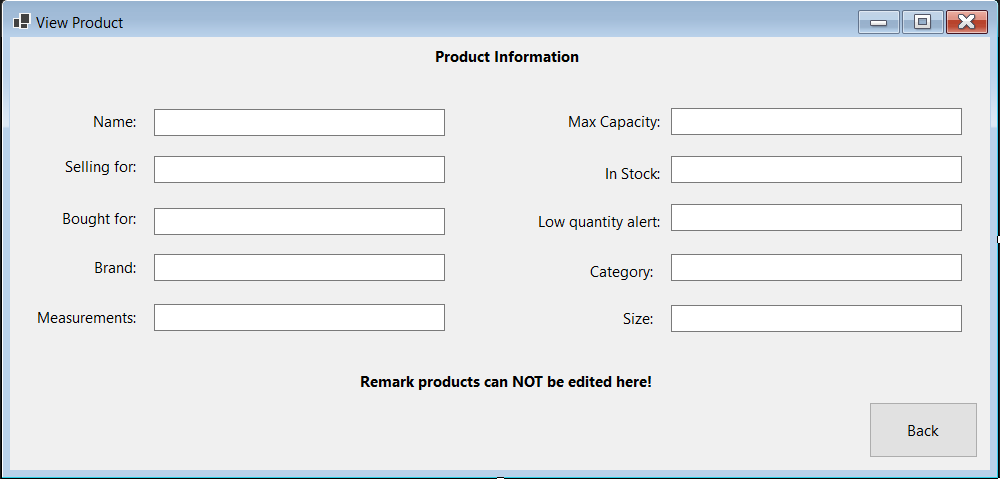 View Product
Product Information
Name:
Max Capacity:
Selling for:
In Stock:
Bought for:
Low quantity alert:
Brand:
Category:
Measurements:
Size:
Remark products can NOT be edited here!
Back